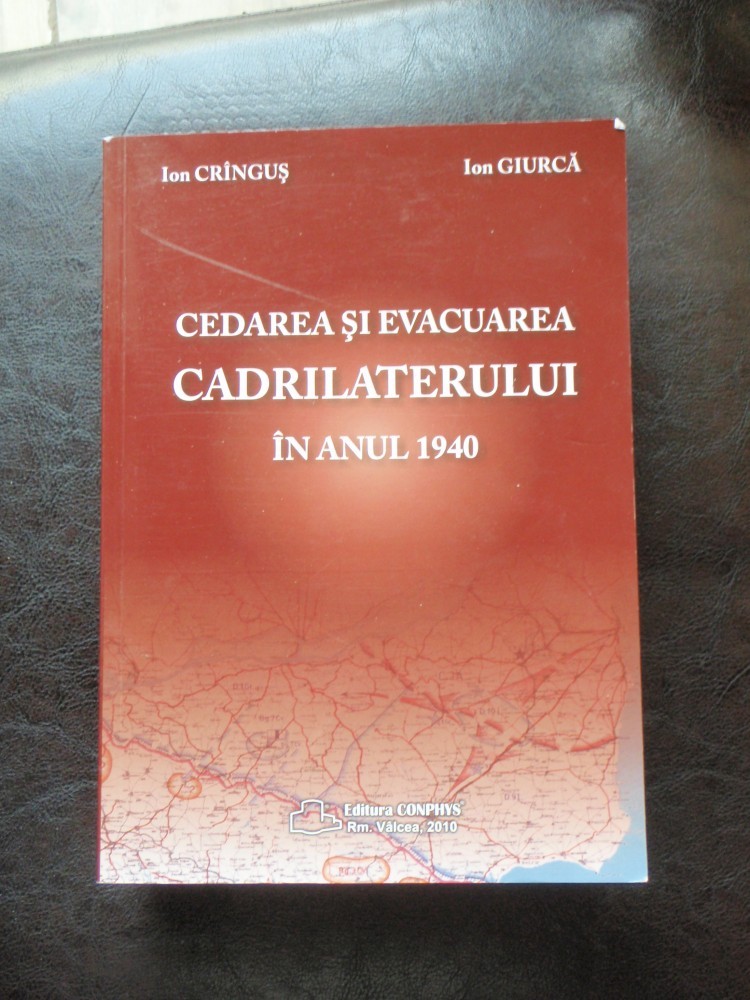 Ion CRÎNGUŞ
Ion GIURCĂ
CEDAREA ŞI EVACUAREA
CADRILATERULUI
ÎN ANUL 1940
Editura CONPHYS®
Rm. Vâlcea, 2010